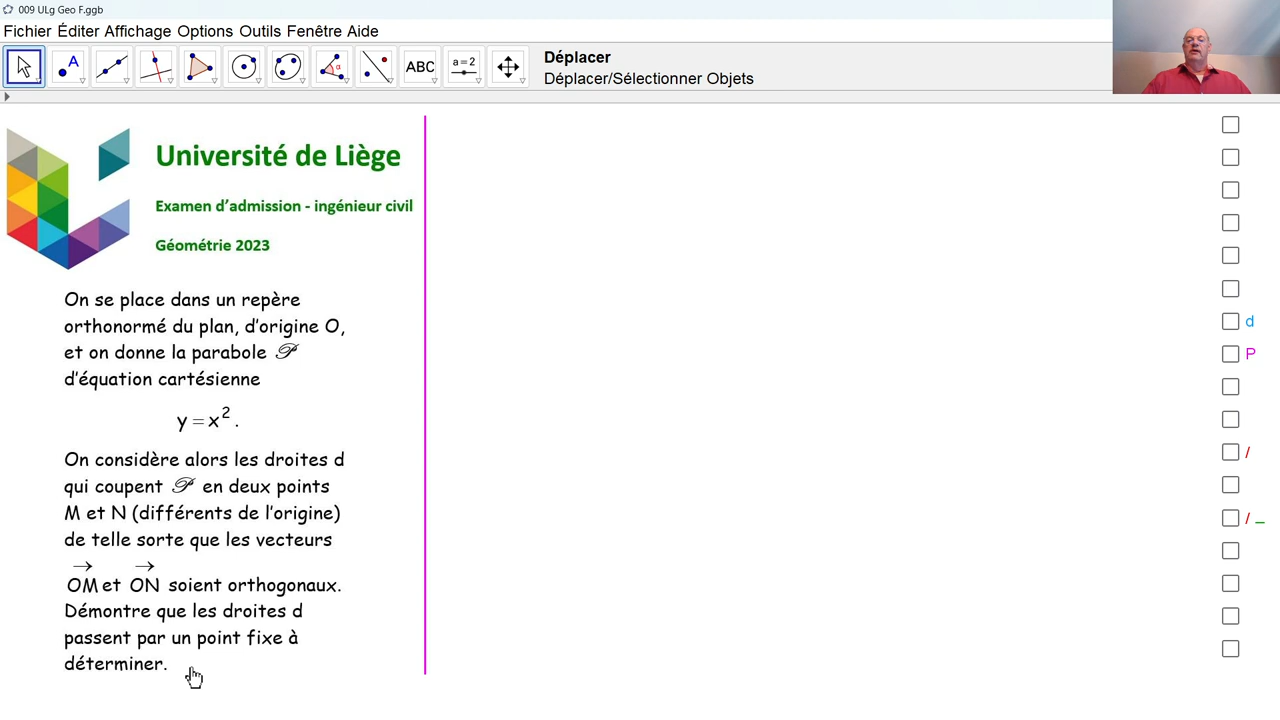 009 ULg Geo F.ggb
Fichier Éditer Affichage Options Outils Fenêtre Aide
A
α
ABC
a = 2
Déplacer
Déplacer/Sélectionner Objets
Université de Liège
Examen d'admission - ingénieur civil
Géométrie 2023
On se place dans un repère
orthonormé du plan, d'origine O,
et on donne la parabole 𝒫
d'équation cartésienne
y = x².
On considère alors les droites d
qui coupent 𝒫 en deux points
M et N (différents de l'origine)
de telle sorte que les vecteurs
→ →
OM et ON soient orthogonaux.
Démontre que les droites d
passent par un point fixe à
déterminer.
d
P
/
/ _